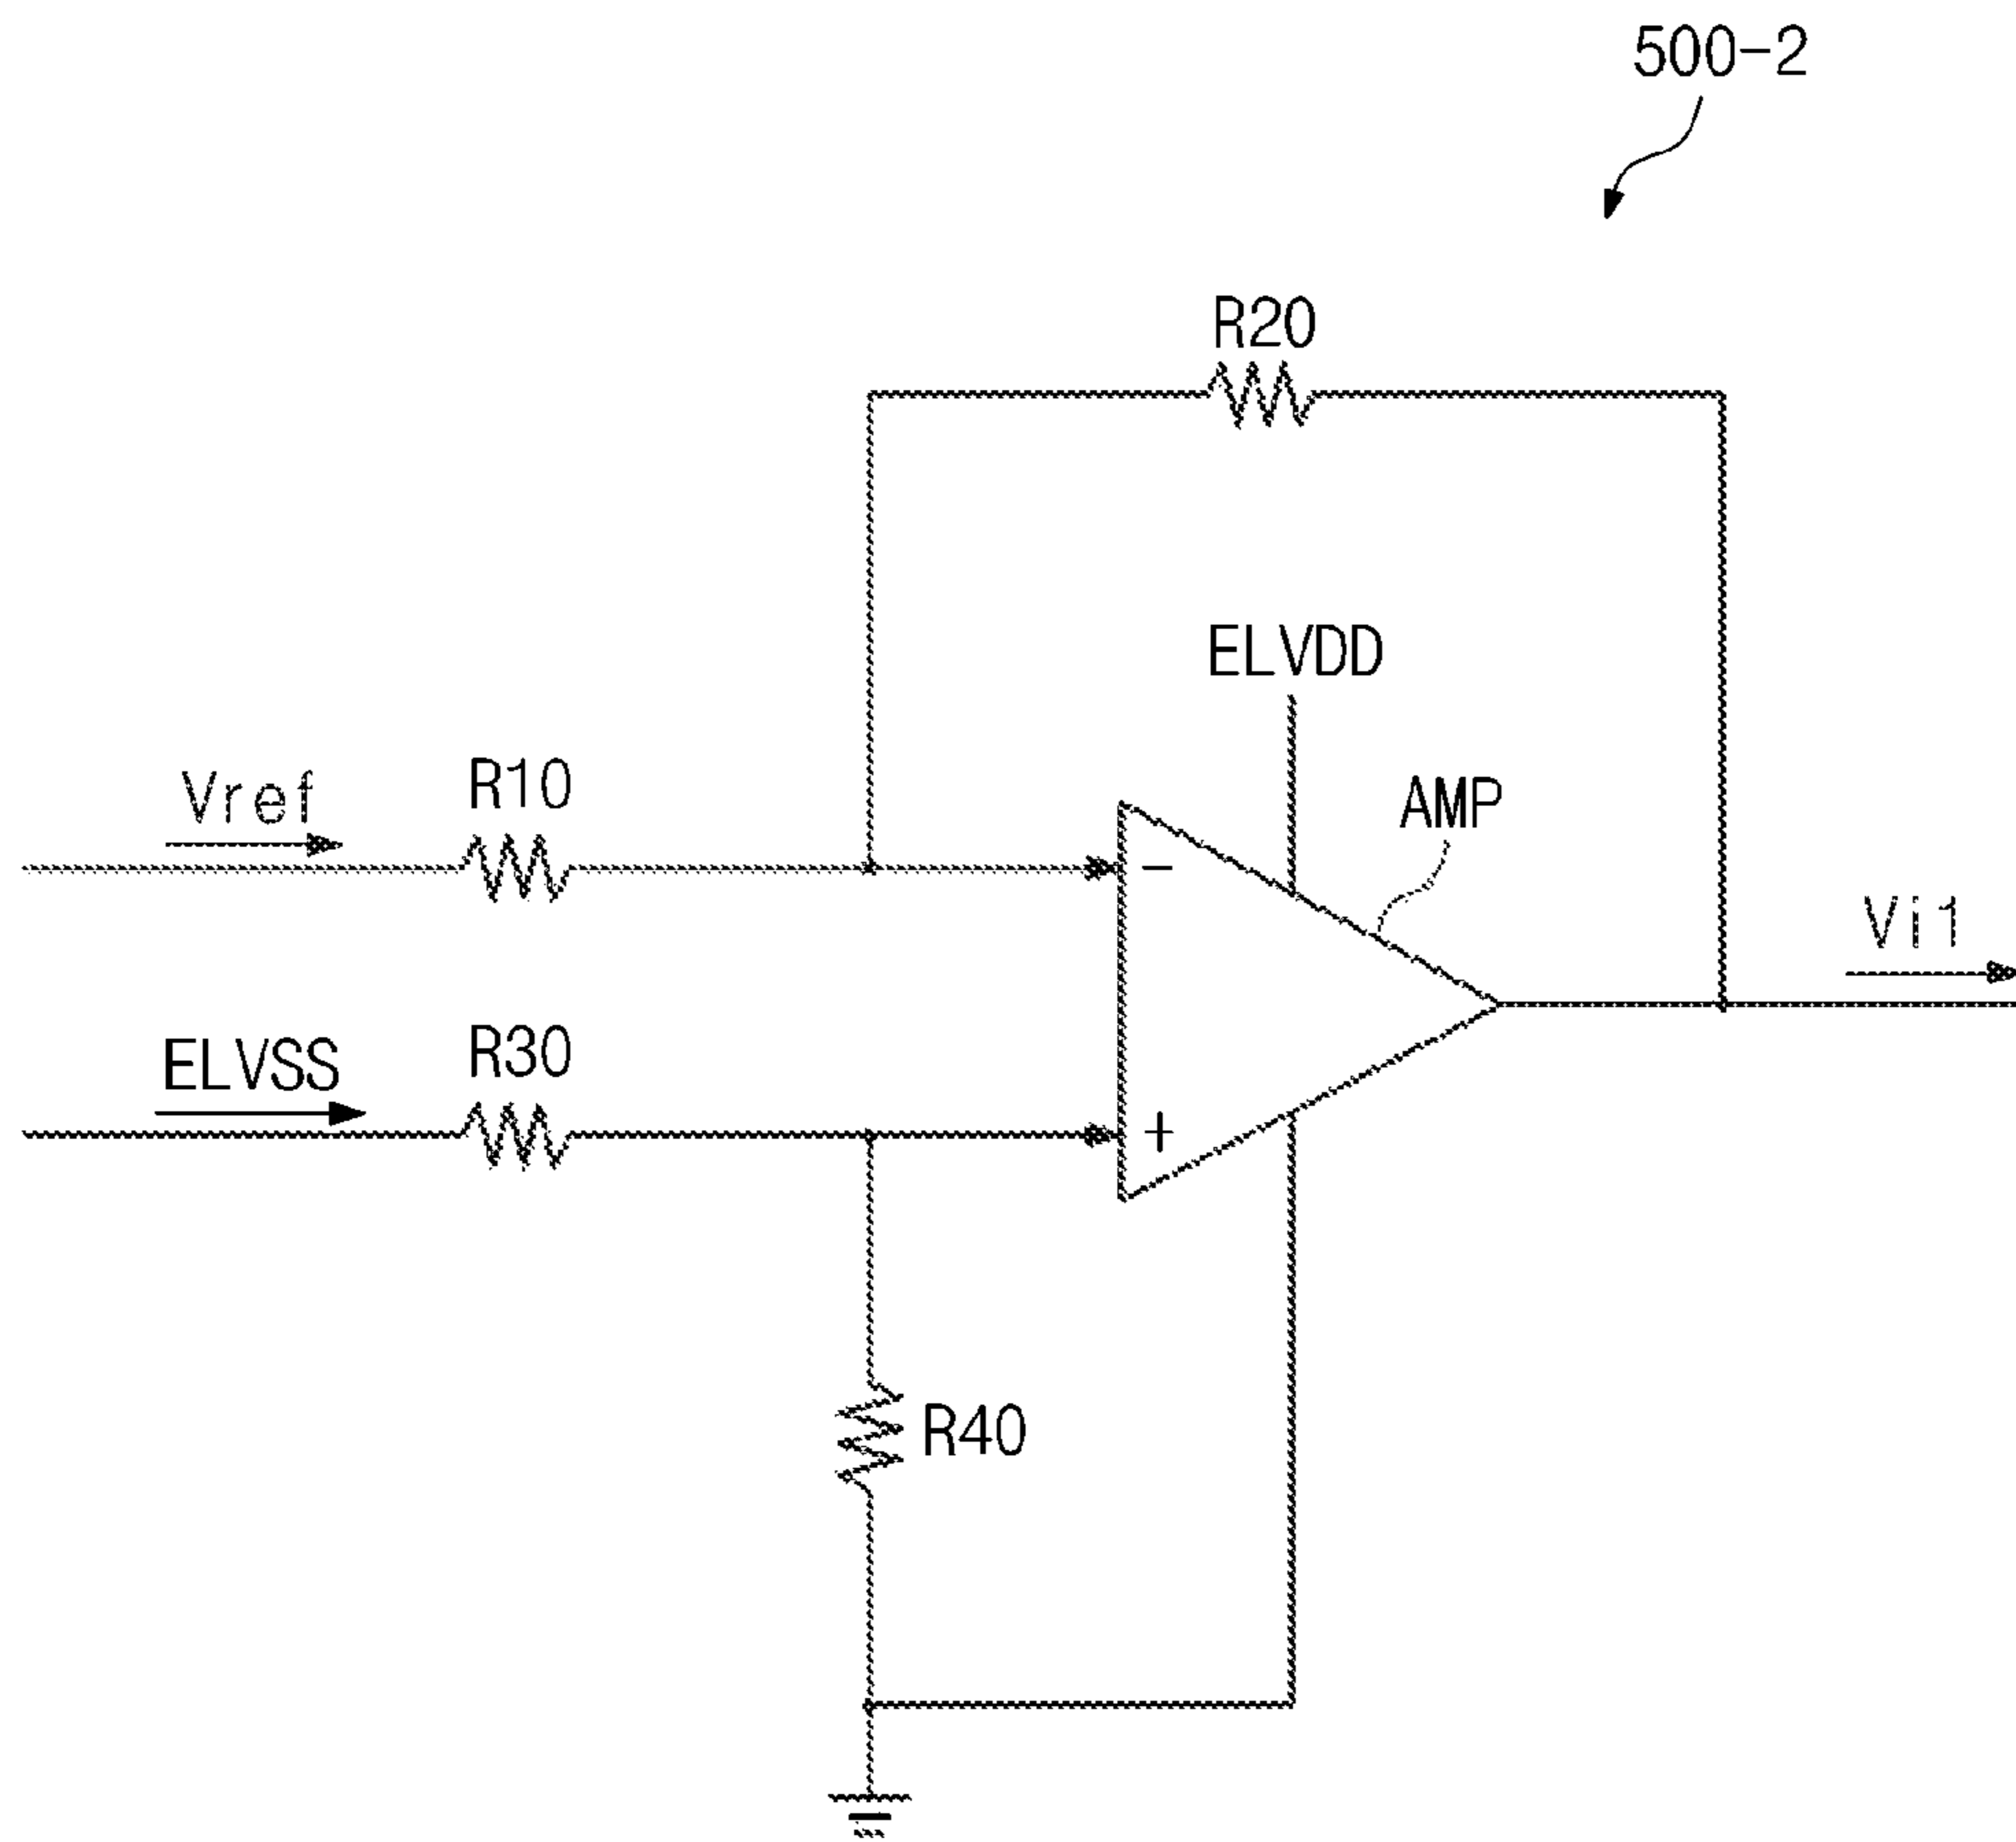 500-2
R20
ELVDD
Vref
R10
AMP
-
Vi1
ELVSS
R30
+
R40